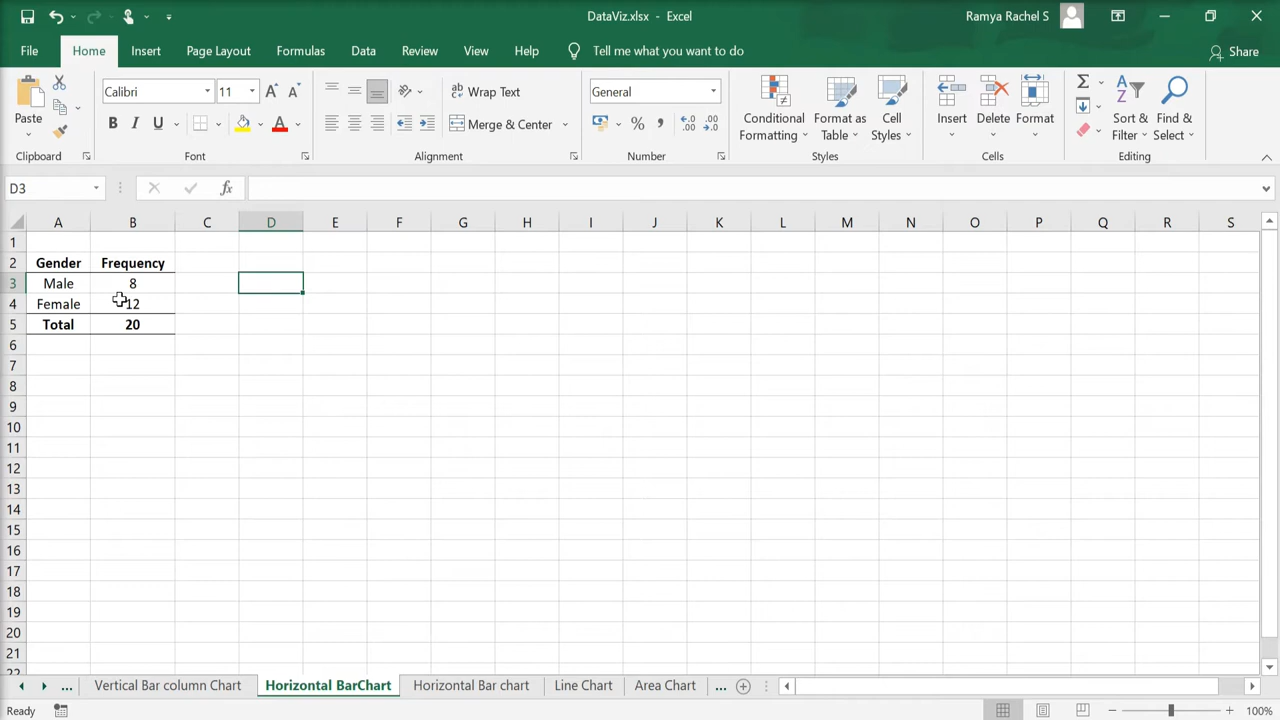 DataViz.xlsx - Excel
Ramya Rachel S
File Home Insert Page Layout Formulas Data Review View Help Tell me what you want to do Share
Paste
Clipboard
Calibri 11
B I U
Font
Wrap Text
Merge & Center
Alignment
General
Number
Conditional Formatting
Format as Table
Cell Styles
Styles
Insert
Delete
Format
Cells
Sort & Filter
Find & Select
Editing
D3
fx
A B C D E F G H I J K L M N O P Q R S
1
2 Gender Frequency
3 Male 8
4 Female 12
5 Total 20
6
7
8
9
10
11
12
13
14
15
16
17
18
19
20
21
22
... Vertical Bar column Chart Horizontal BarChart Horizontal Bar chart Line Chart Area Chart ...
Ready
100%